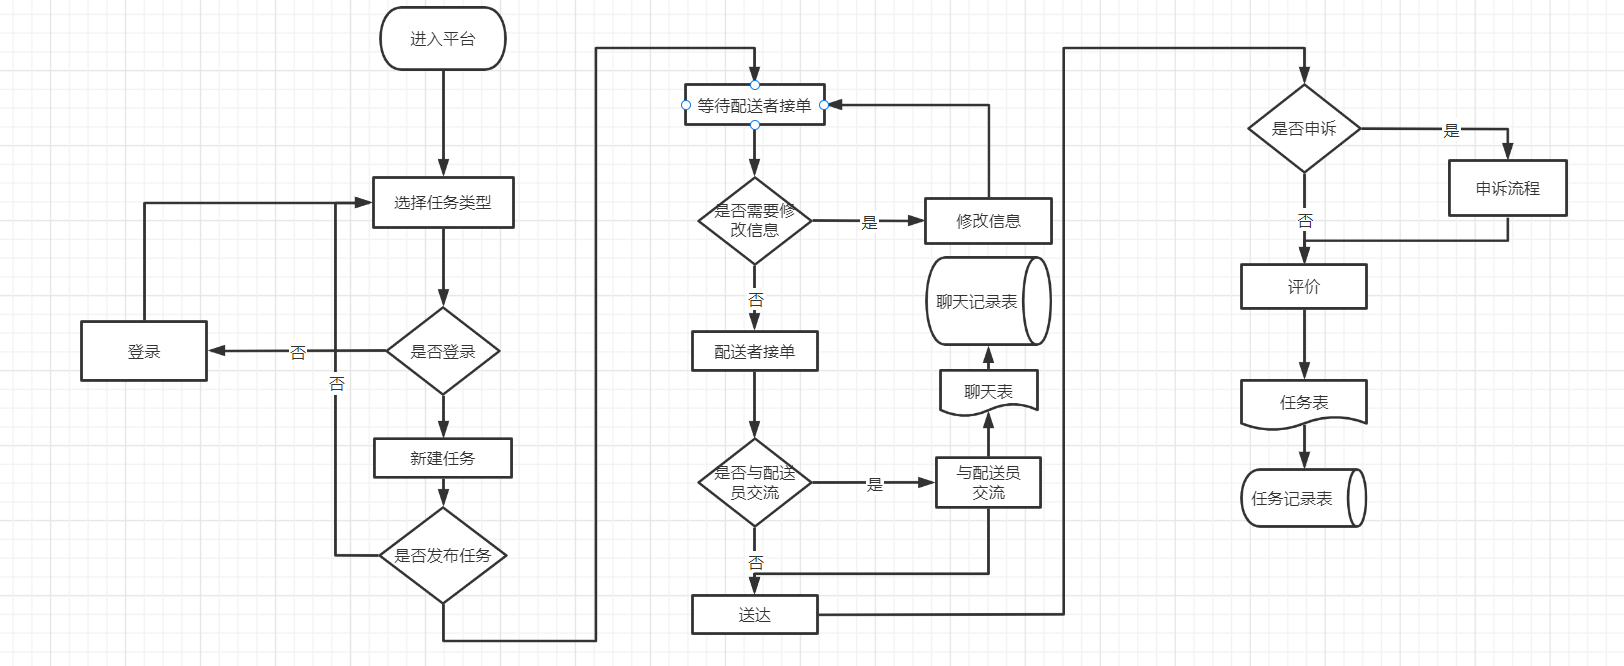 进入平台
选择任务类型
登录
否
是否登录
否
新建任务
是否发布任务
等待配送者接单
是否需要修
改信息
是
修改信息
否
聊天记录表
配送者接单
聊天表
是否与配送
员交流
是
与配送员
交流
否
送达
是否申诉
是
申诉流程
否
评价
任务表
任务记录表